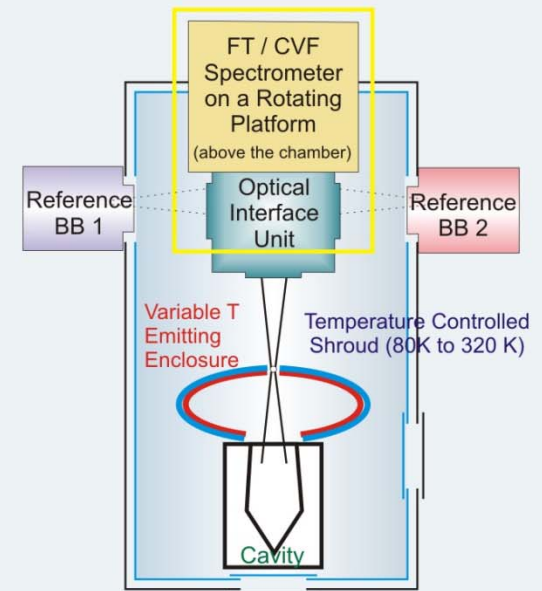 FT / CVF
Spectrometer
on a Rotating
Platform
(above the chamber)
Optical
Interface
Unit
Reference
BB 1
Reference
BB 2
Variable T
Emitting
Enclosure
Temperature Controlled
Shroud (80K to 320 K)
Cavity